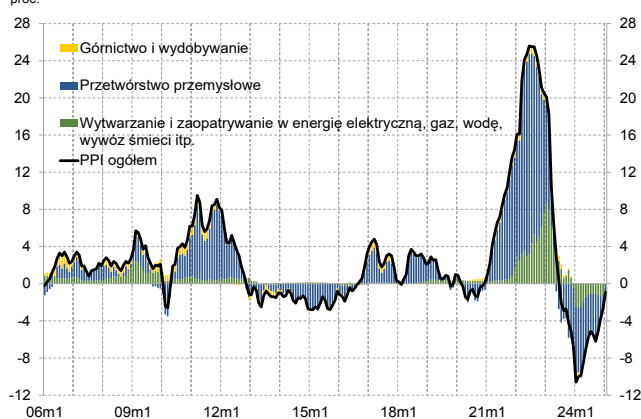 proc.
28 28
24 24
20 20
16 16
12 12
8 8
4 4
0 0
-4 -4
-8 -8
-12 -12
Górnictwo i wydobywanie
Przetwórstwo przemysłowe
Wytwarzanie i zaopatrywanie w energię elektryczną, gaz, wodę,
wywóz śmieci itp.
PPI ogółem
06m1 09m1 12m1 15m1 18m1 21m1 24m1